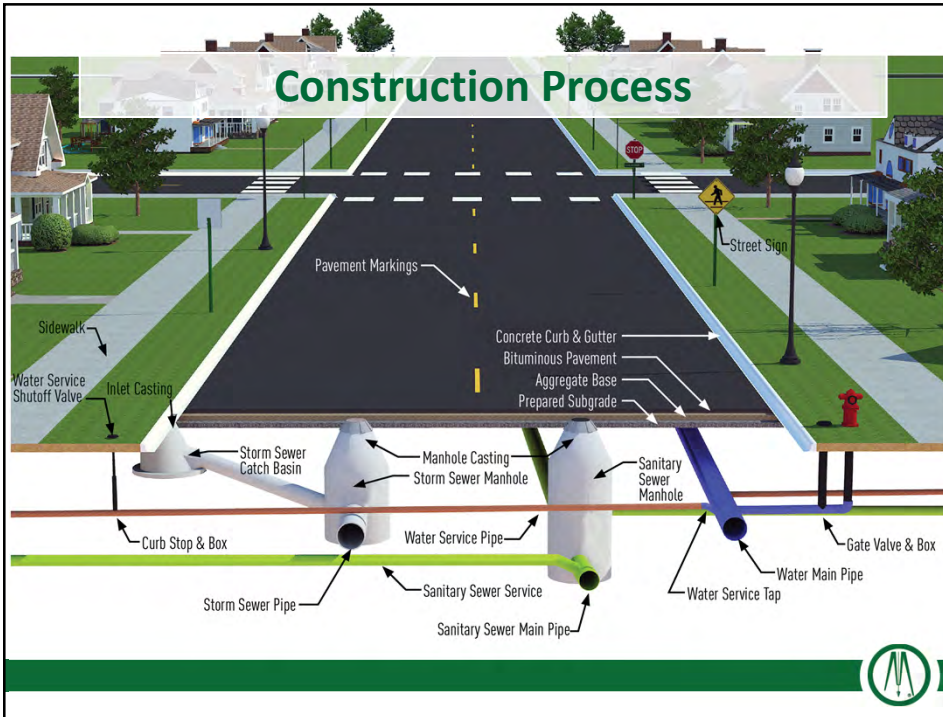 Construction Process
STOP
Street Sign
Pavement Markings
Sidewalk
Concrete Curb & Gutter
Bituminous Pavement
Aggregate Base
Prepared Subgrade
Water Service
Shutoff Valve
Inlet Casting
Storm Sewer
Catch Basin
Manhole Casting
Storm Sewer Manhole
Sanitary
Sewer
Manhole
Curb Stop & Box
Water Service Pipe
Gate Valve & Box
Storm Sewer Pipe
Sanitary Sewer Service
Sanitary Sewer Main Pipe
Water Main Pipe
Water Service Tap